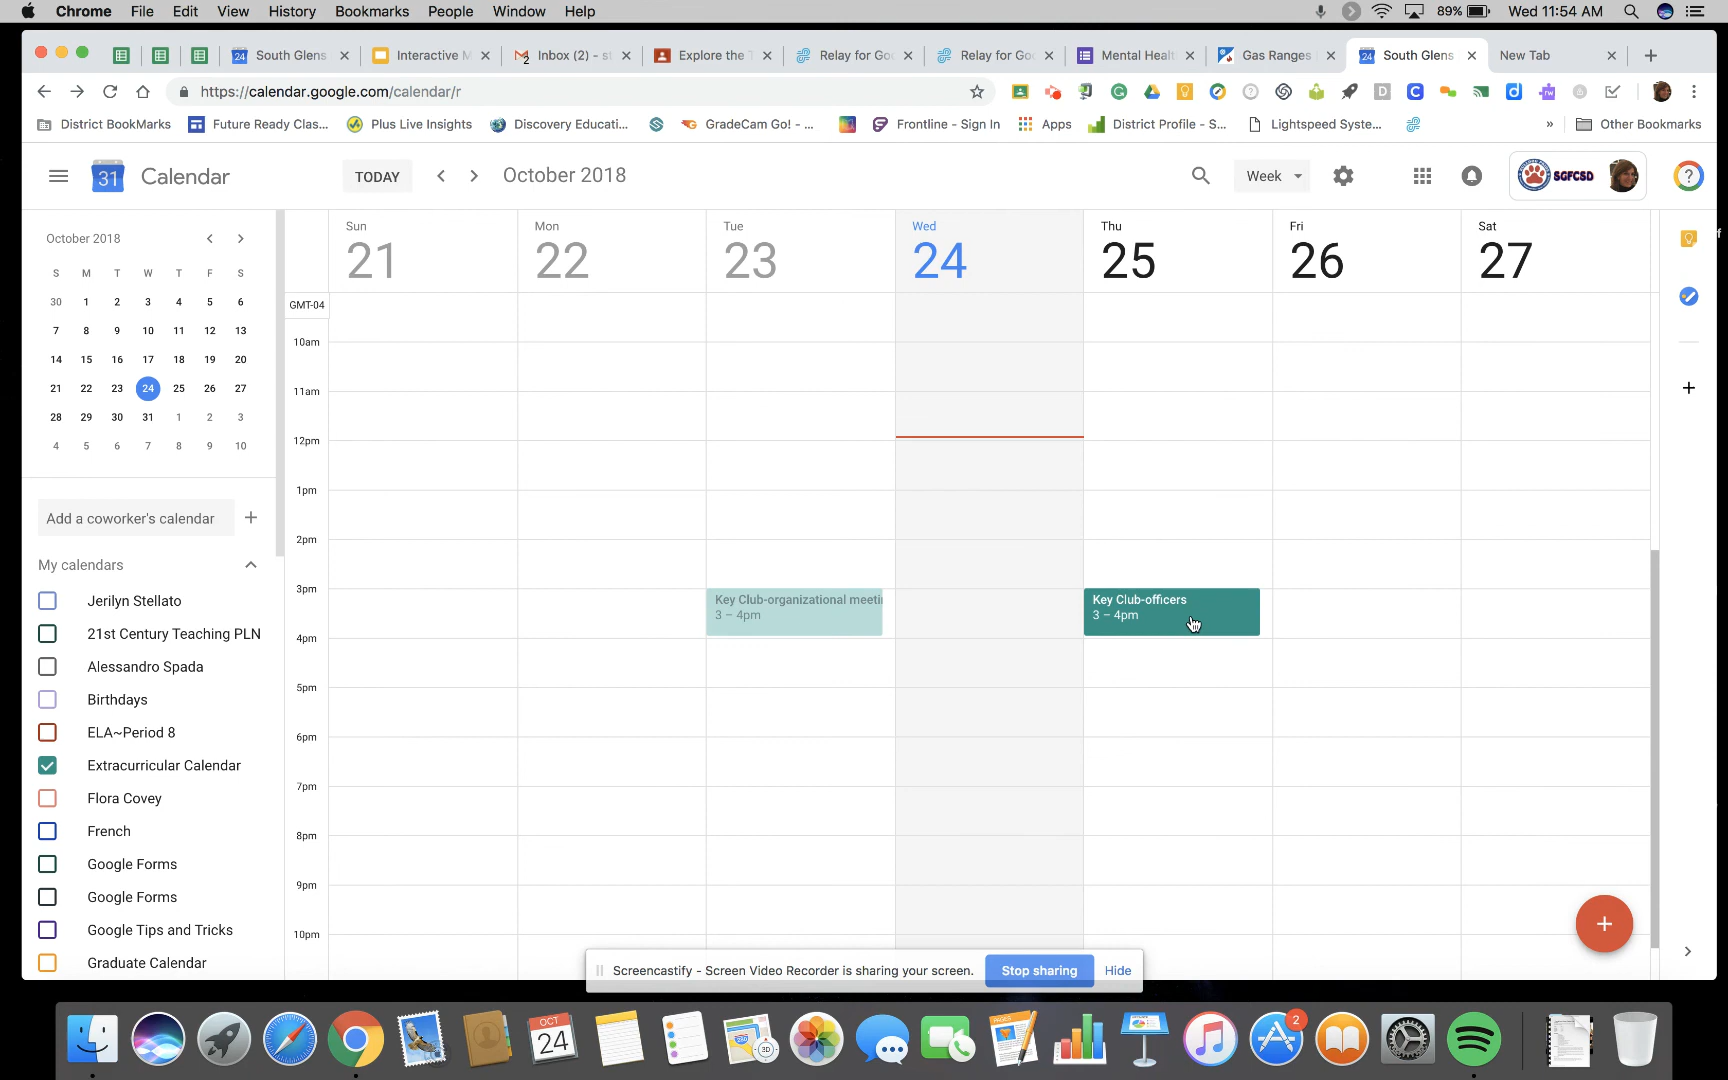 Chrome File Edit View History Bookmarks People Window Help 89% Wed 11:54 AM
South Glens Interactive M Inbox (2) - st Explore the T Relay for Goo Relay for Goo Mental Healt Gas Ranges South Glens New Tab
https://calendar.google.com/calendar/r
District BookMarks Future Ready Clas... Plus Live Insights Discovery Educati... GradeCam Go! - ... Frontline - Sign In Apps District Profile - S... Lightspeed Syste... » Other Bookmarks
31 Calendar TODAY October 2018 Week SGFCSD
October 2018
S M T W T F S
30 1 2 3 4 5 6
7 8 9 10 11 12 13
14 15 16 17 18 19 20
21 22 23 24 25 26 27
28 29 30 31 1 2 3
4 5 6 7 8 9 10
Add a coworker's calendar
My calendars
Jerilyn Stellato
21st Century Teaching PLN
Alessandro Spada
Birthdays
ELA~Period 8
Extracurricular Calendar
Flora Covey
French
Google Forms
Google Forms
Google Tips and Tricks
Graduate Calendar
Sun Mon Tue Wed Thu Fri Sat
21 22 23 24 25 26 27
GMT-04
10am
11am
12pm
1pm
2pm
3pm
4pm
5pm
6pm
7pm
8pm
9pm
10pm
Key Club-organizational meeti
3 – 4pm
Key Club-officers
3 – 4pm
Screencastify - Screen Video Recorder is sharing your screen. Stop sharing Hide
OCT
24
3D
2